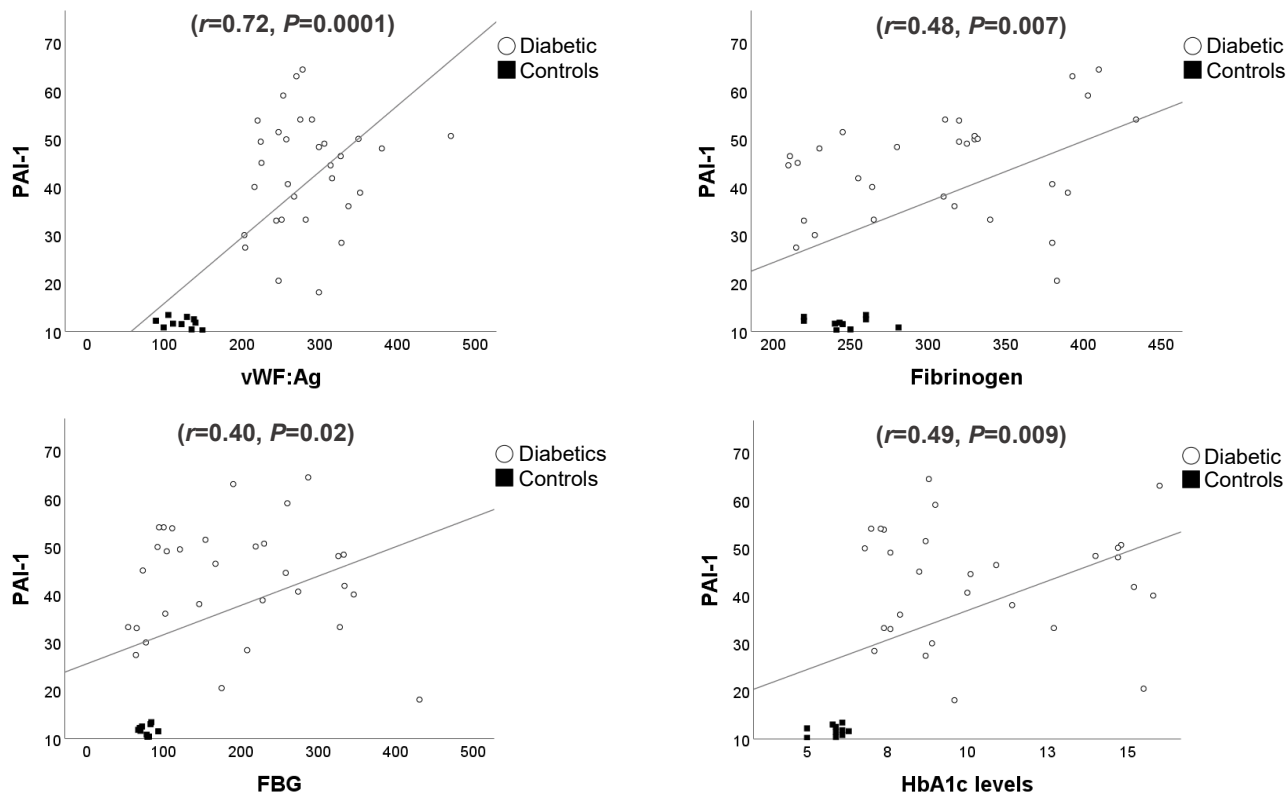 (r=0.72, P=0.0001)
70
60
50
40
30
20
10
PAI-1
0
100
200
300
400
500
vWF:Ag
Diabetic
Controls
(r=0.48, P=0.007)
70
60
50
40
30
20
10
PAI-1
200
250
300
350
400
450
Fibrinogen
Diabetic
Controls
(r=0.40, P=0.02)
70
60
50
40
30
20
10
PAI-1
0
100
200
300
400
500
FBG
Diabetics
Controls
(r=0.49, P=0.009)
70
60
50
40
30
20
10
PAI-1
5
8
10
13
15
HbA1c levels
Diabetic
Controls